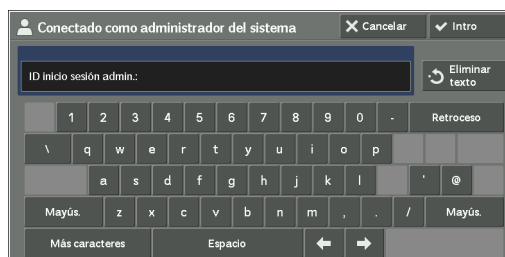 Conectado como administrador del sistema
Cancelar
Intro
ID inicio sesión admin.:
Eliminar texto
1 2 3 4 5 6 7 8 9 0 - Retroceso
\ q w e r t y u i o p
a s d f g h j k l ' @
Mayús. z x c v b n m , . / Mayús.
Más caracteres Espacio